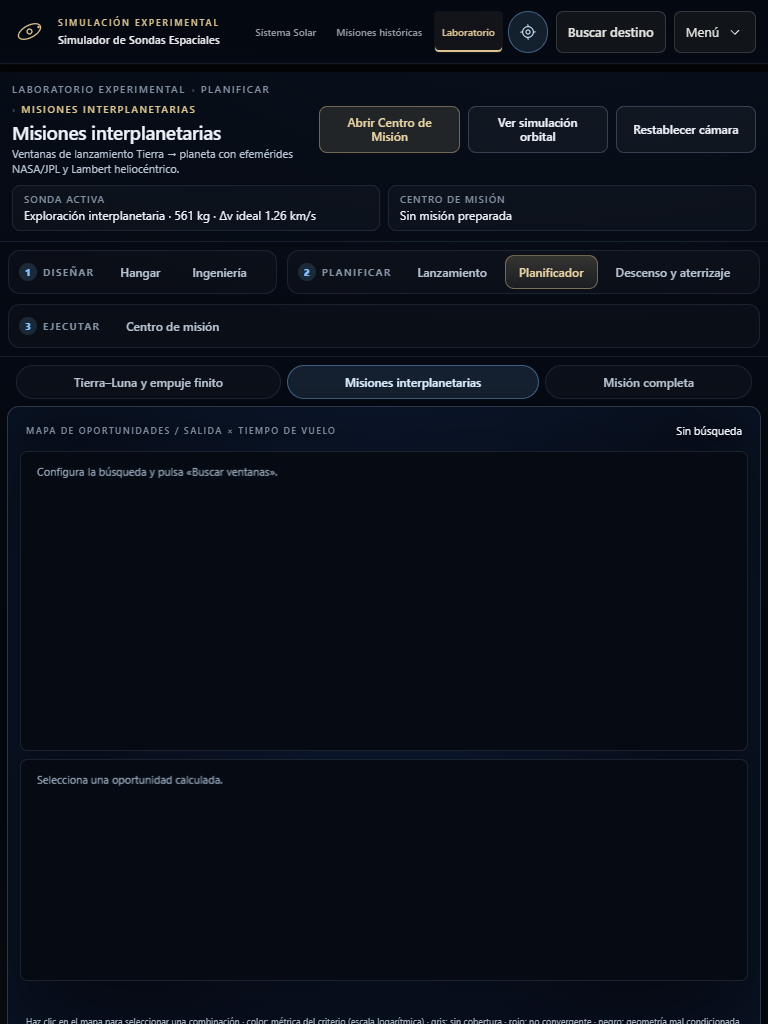 SIMULACIÓN EXPERIMENTAL
Simulador de Sondas Espaciales
Sistema Solar
Misiones históricas
Laboratorio
Buscar destino
Menú
LABORATORIO EXPERIMENTAL · PLANIFICAR
· MISIONES INTERPLANETARIAS
Misiones interplanetarias
Ventanas de lanzamiento Tierra → planeta con efemérides
NASA/JPL y Lambert heliocéntrico.
Abrir Centro de
Misión
Ver simulación
orbital
Restablecer cámara
SONDA ACTIVA
Exploración interplanetaria · 561 kg · Δv ideal 1.26 km/s
CENTRO DE MISIÓN
Sin misión preparada
1 DISEÑAR
Hangar
Ingeniería
2 PLANIFICAR
Lanzamiento
Planificador
Descenso y aterrizaje
3 EJECUTAR
Centro de misión
Tierra–Luna y empuje finito
Misiones interplanetarias
Misión completa
MAPA DE OPORTUNIDADES / SALIDA × TIEMPO DE VUELO
Sin búsqueda
Configura la búsqueda y pulsa «Buscar ventanas».
Selecciona una oportunidad calculada.
Haz clic en el mapa para seleccionar una combinación · color: métrica del criterio (escala logarítmica) · gris: sin cobertura · rojo: no convergente · negro: geometría mal condicionada